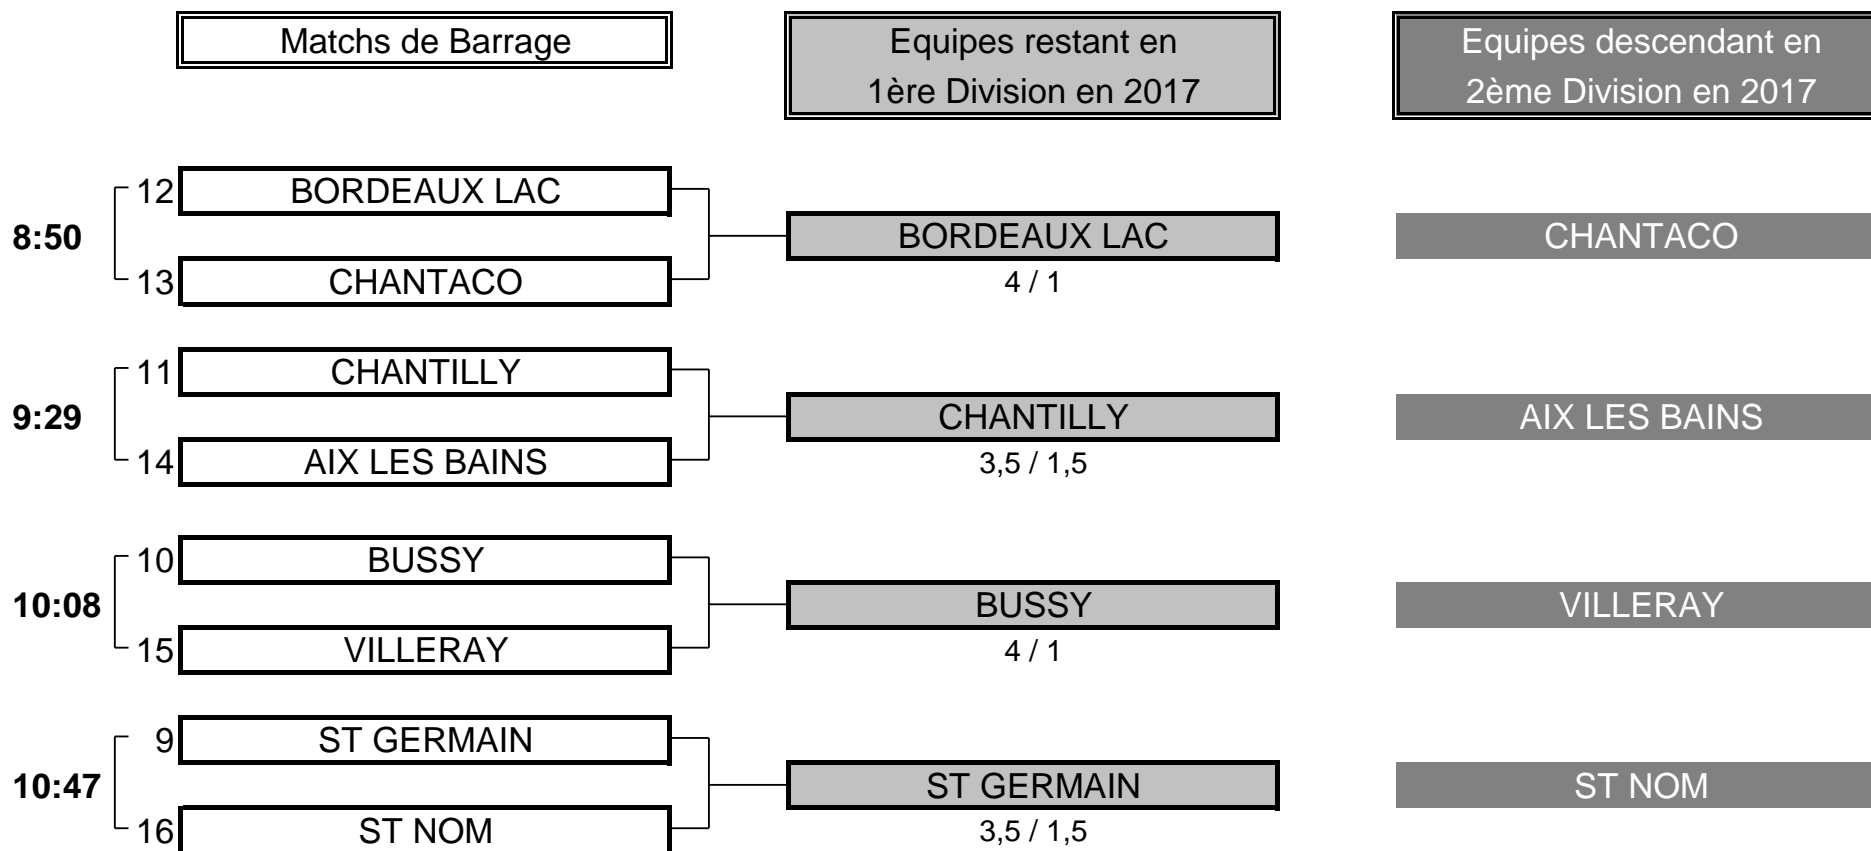 Matchs de Barrage
Equipes restant en
1ère Division en 2017
Equipes descendant en
2ème Division en 2017
12 BORDEAUX LAC
8:50 BORDEAUX LAC CHANTACO
13 CHANTACO 4 / 1
11 CHANTILLY
9:29 CHANTILLY AIX LES BAINS
14 AIX LES BAINS 3,5 / 1,5
10 BUSSY
10:08 BUSSY VILLERAY
15 VILLERAY 4 / 1
9 ST GERMAIN
10:47 ST GERMAIN ST NOM
16 ST NOM 3,5 / 1,5